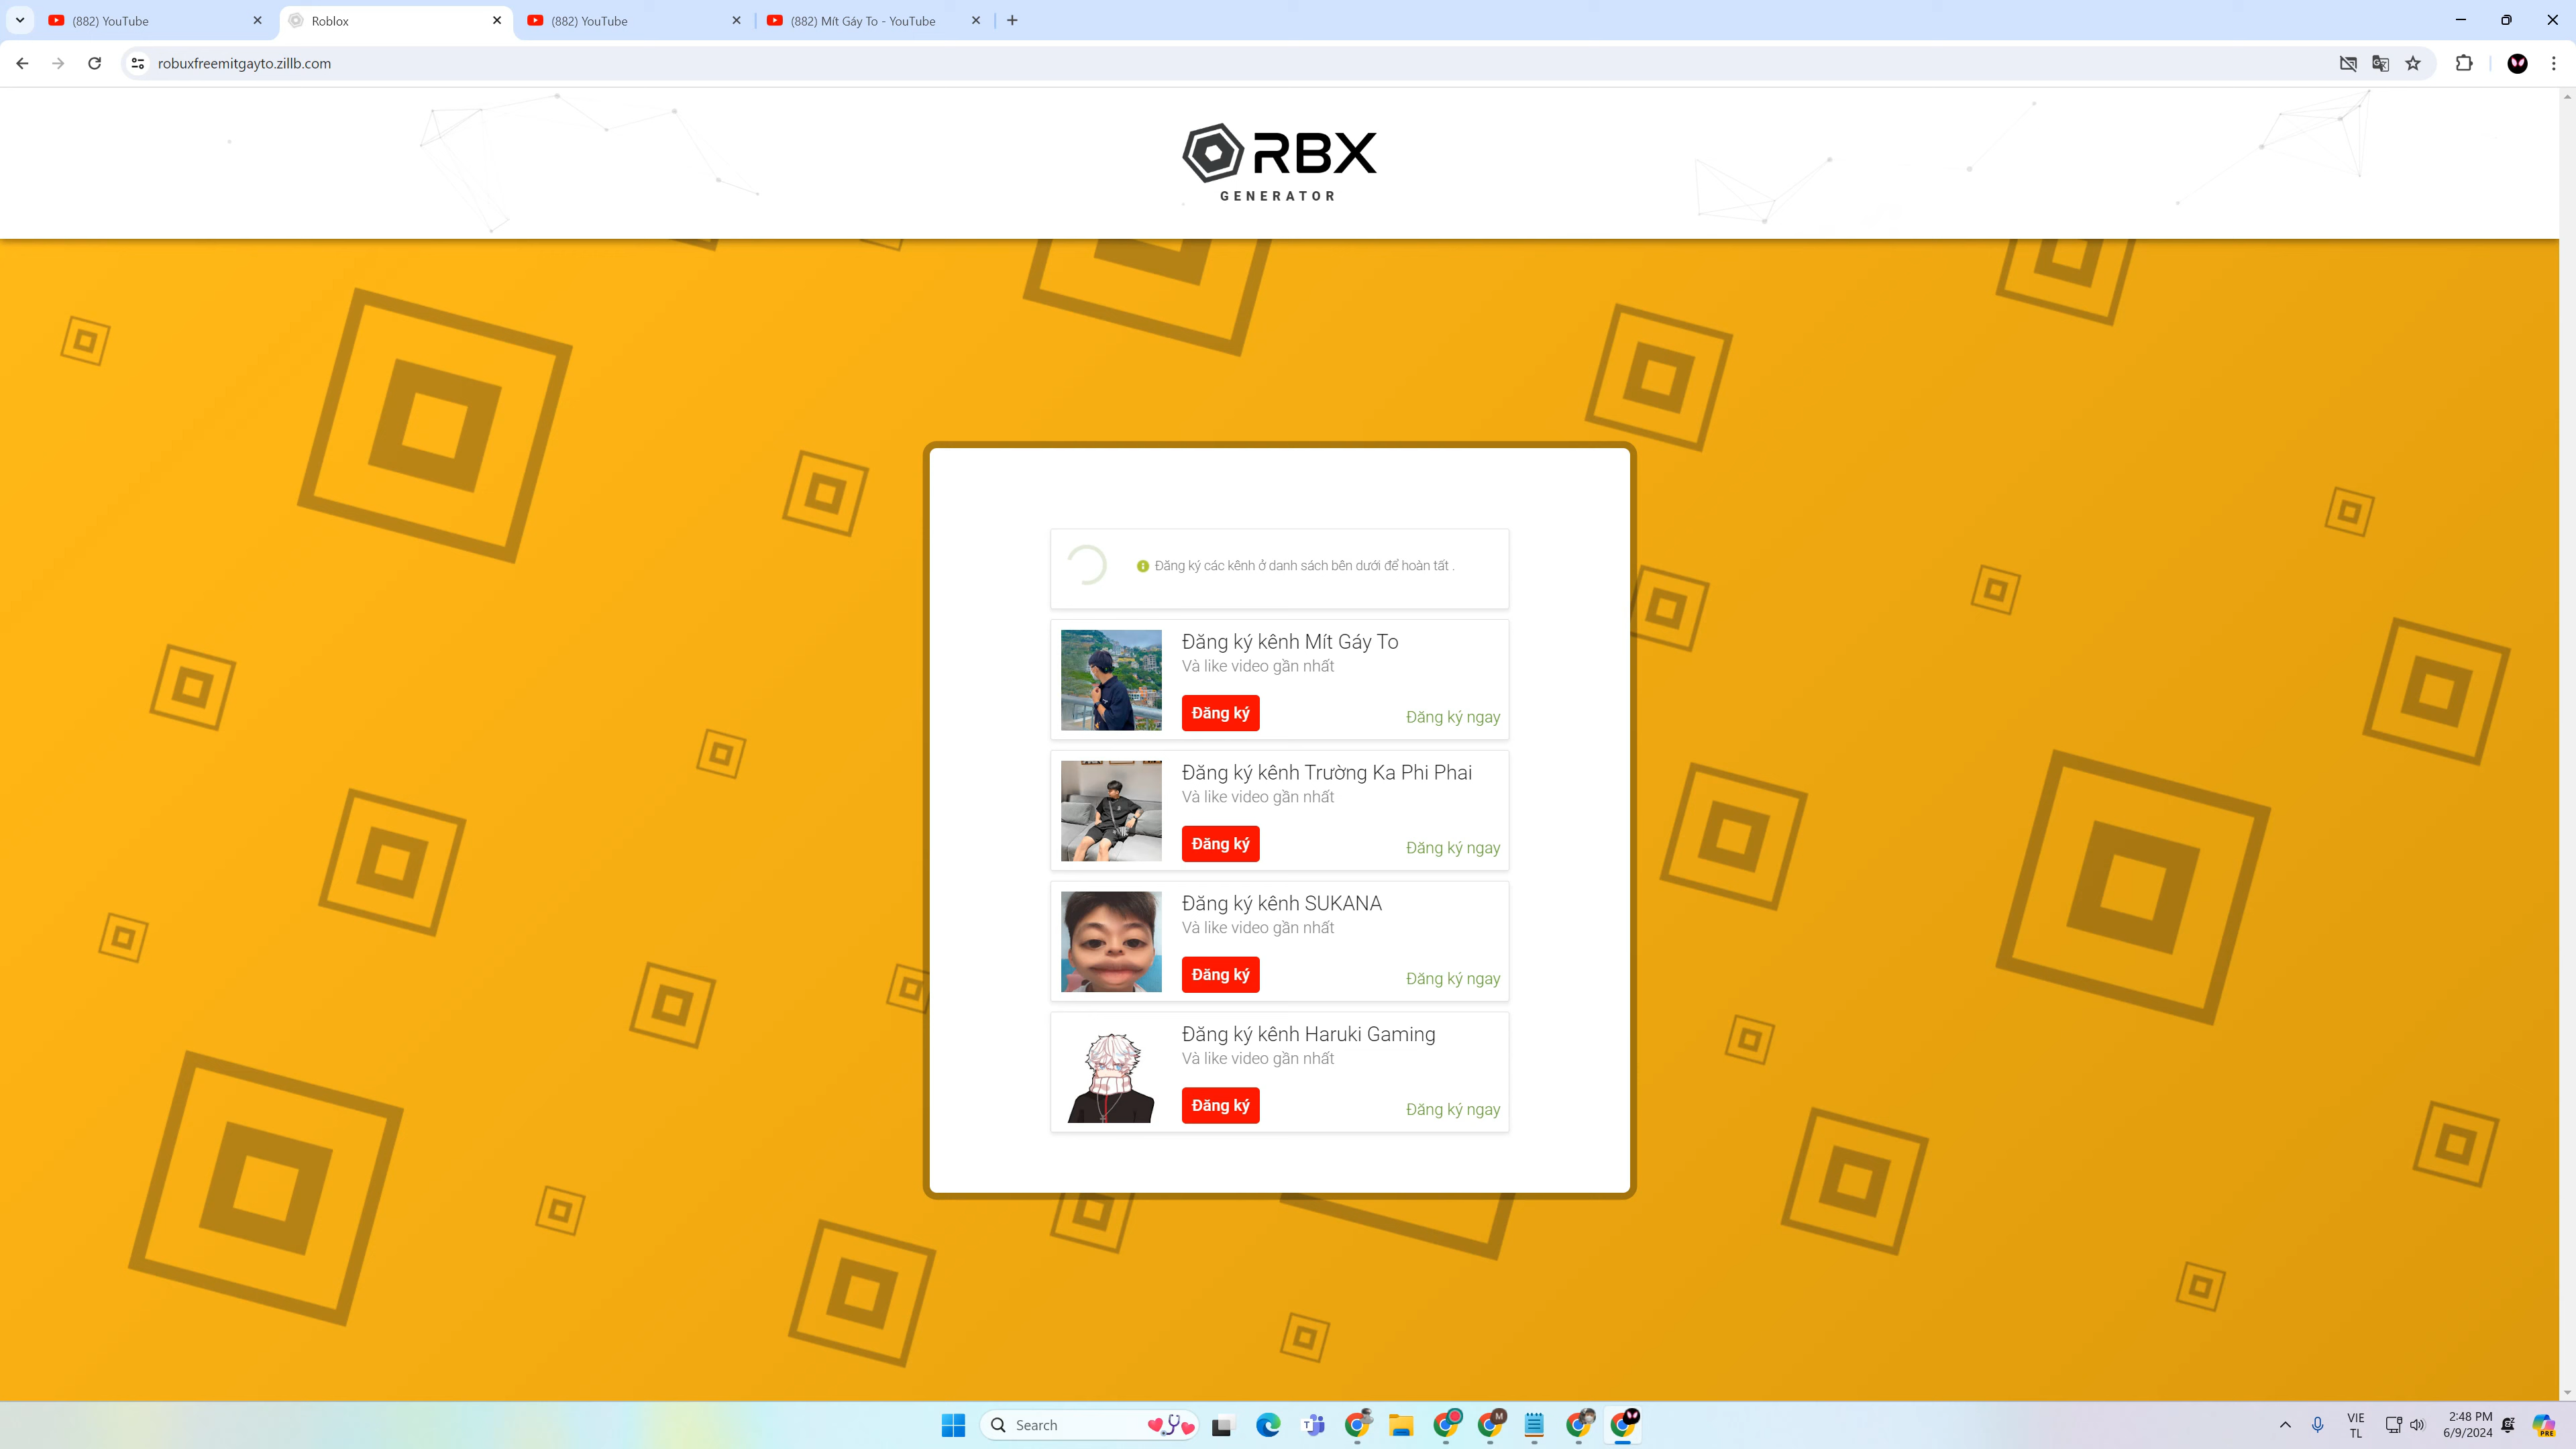 (882) YouTube
Roblox
(882) YouTube
(882) Mít Gáy To - YouTube
robuxfreemitgayto.zillb.com
RBX
GENERATOR
Đăng ký các kênh ở danh sách bên dưới để hoàn tất .
Đăng ký kênh Mít Gáy To
Và like video gần nhất
Đăng ký
Đăng ký ngay
Đăng ký kênh Trường Ka Phi Phai
Và like video gần nhất
Đăng ký
Đăng ký ngay
Đăng ký kênh SUKANA
Và like video gần nhất
Đăng ký
Đăng ký ngay
Đăng ký kênh Haruki Gaming
Và like video gần nhất
Đăng ký
Đăng ký ngay
Search
M
VIE
TL
2:48 PM
6/9/2024
PRE